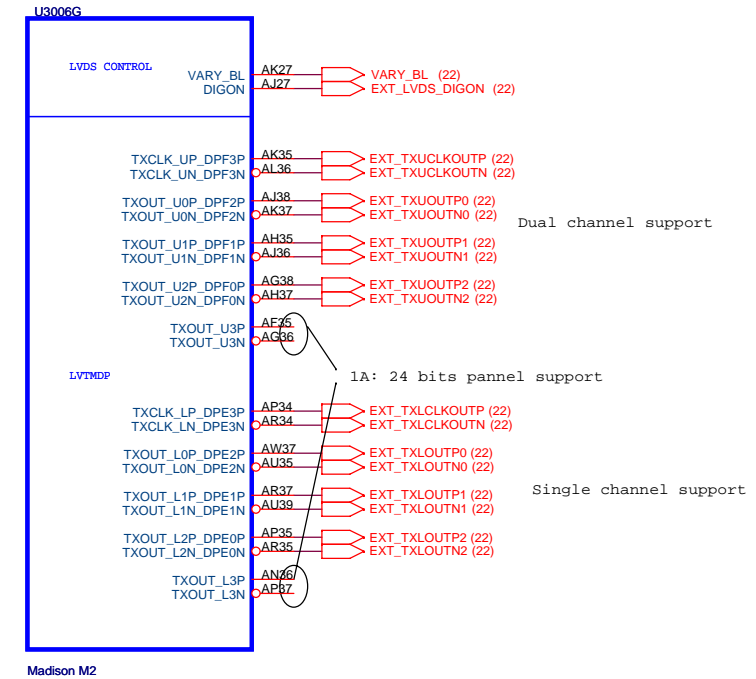 U3006G
LVDS CONTROL
VARY_BL AK27 VARY_BL (22)
DIGON AJ27 EXT_LVDS_DIGON (22)
TXCLK_UP_DPF3P AK35 EXT_TXUCLKOUTP (22)
TXCLK_UN_DPF3N AL36 EXT_TXUCLKOUTN (22)
TXOUT_U0P_DPF2P AJ38 EXT_TXUOUTP0 (22)
TXOUT_U0N_DPF2N AK37 EXT_TXUOUTN0 (22)
Dual channel support
TXOUT_U1P_DPF1P AH35 EXT_TXUOUTP1 (22)
TXOUT_U1N_DPF1N AJ36 EXT_TXUOUTN1 (22)
TXOUT_U2P_DPF0P AG38 EXT_TXUOUTP2 (22)
TXOUT_U2N_DPF0N AH37 EXT_TXUOUTN2 (22)
TXOUT_U3P AF35
TXOUT_U3N AG36
LVTMDP
1A: 24 bits pannel support
TXCLK_LP_DPE3P AP34 EXT_TXLCLKOUTP (22)
TXCLK_LN_DPE3N AR34 EXT_TXLCLKOUTN (22)
TXOUT_L0P_DPE2P AW37 EXT_TXLOUTP0 (22)
TXOUT_L0N_DPE2N AU35 EXT_TXLOUTN0 (22)
Single channel support
TXOUT_L1P_DPE1P AR37 EXT_TXLOUTP1 (22)
TXOUT_L1N_DPE1N AU39 EXT_TXLOUTN1 (22)
TXOUT_L2P_DPE0P AP35 EXT_TXLOUTP2 (22)
TXOUT_L2N_DPE0N AR35 EXT_TXLOUTN2 (22)
TXOUT_L3P AN36
TXOUT_L3N AP37
Madison M2